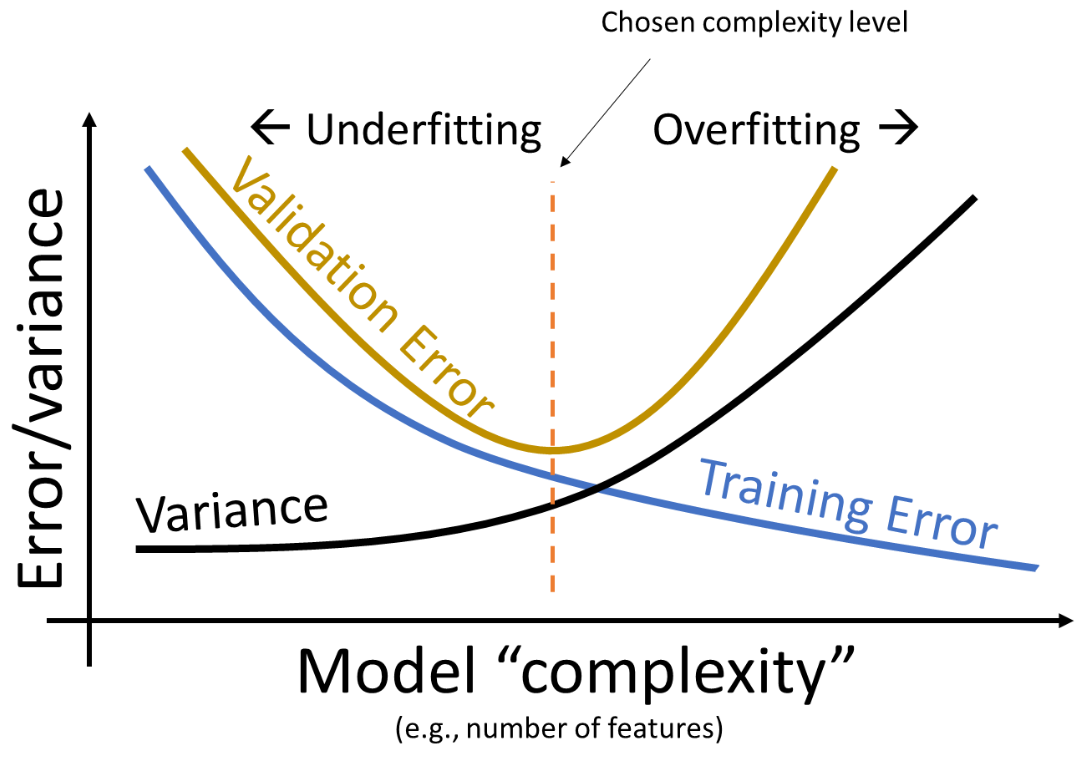 Chosen complexity level
← Underfitting
Overfitting →
Validation Error
Error/variance
Variance
Training Error
Model “complexity”
(e.g., number of features)